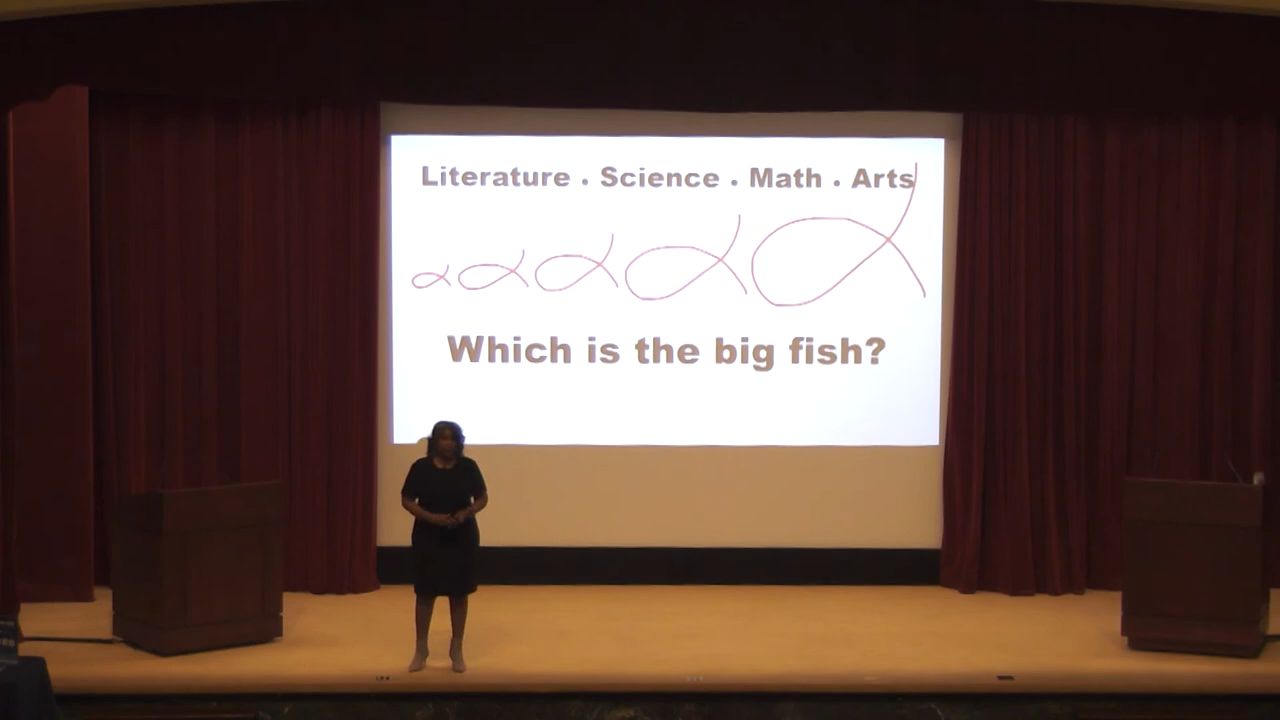 Literature . Science . Math . Arts
Which is the big fish?